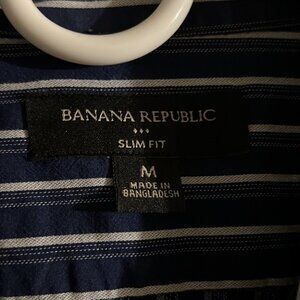 BANANA REPUBLIC
SLIM FIT
M
MADE IN
BANGLADESH